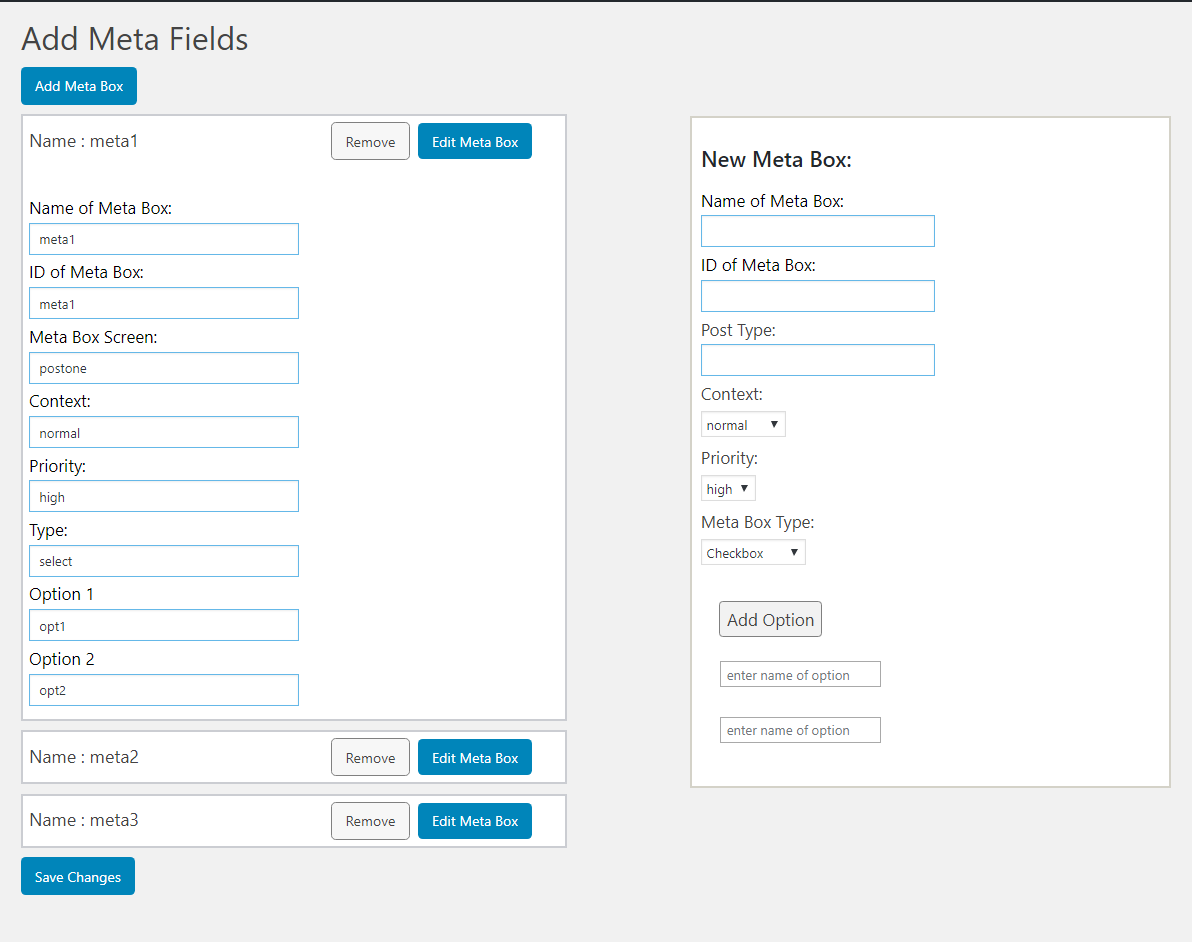 Add Meta Fields
Add Meta Box
Name : meta1
Remove
Edit Meta Box
Name of Meta Box:
meta1
ID of Meta Box:
meta1
Meta Box Screen:
postone
Context:
normal
Priority:
high
Type:
select
Option 1
opt1
Option 2
opt2
Name : meta2
Remove
Edit Meta Box
Name : meta3
Remove
Edit Meta Box
Save Changes
New Meta Box:
Name of Meta Box:
ID of Meta Box:
Post Type:
Context:
normal
Priority:
high
Meta Box Type:
Checkbox
Add Option
enter name of option
enter name of option